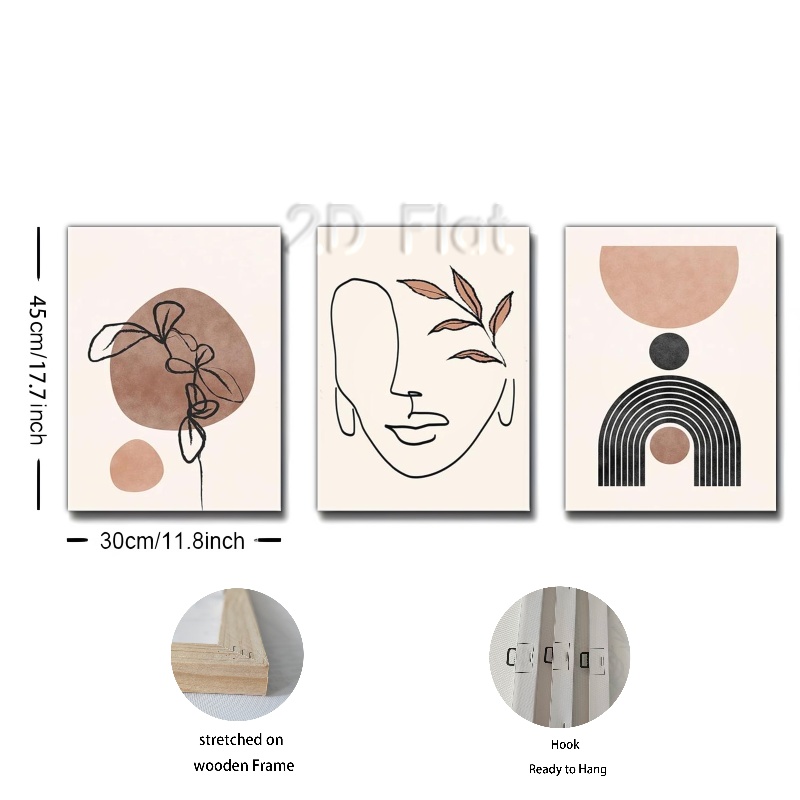 2D Flat
45cm/17.7inch
30cm/11.8inch
stretched on
wooden Frame
Hook
Ready to Hang